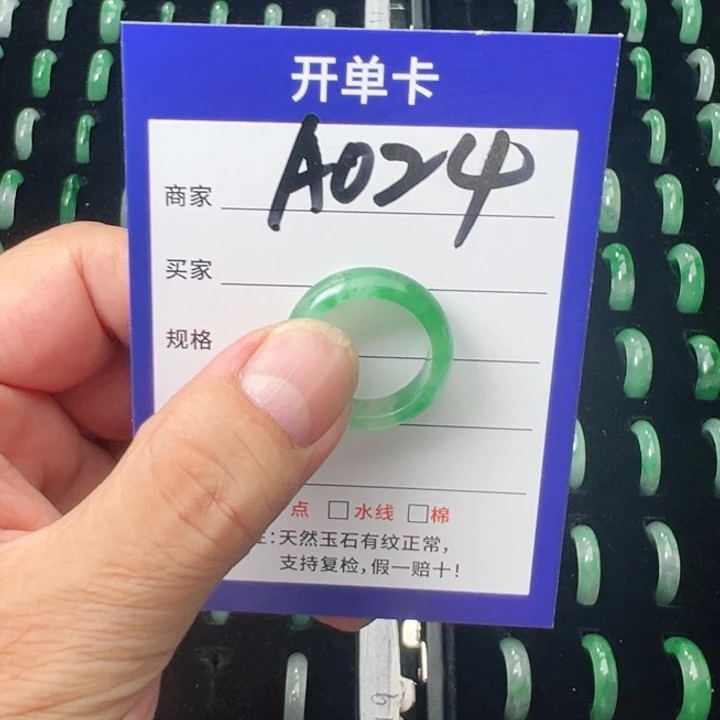 开单卡
商家 A024
买家
规格
点 □水线 □棉
注:天然玉石有纹正常,
支持复检,假一赔十!